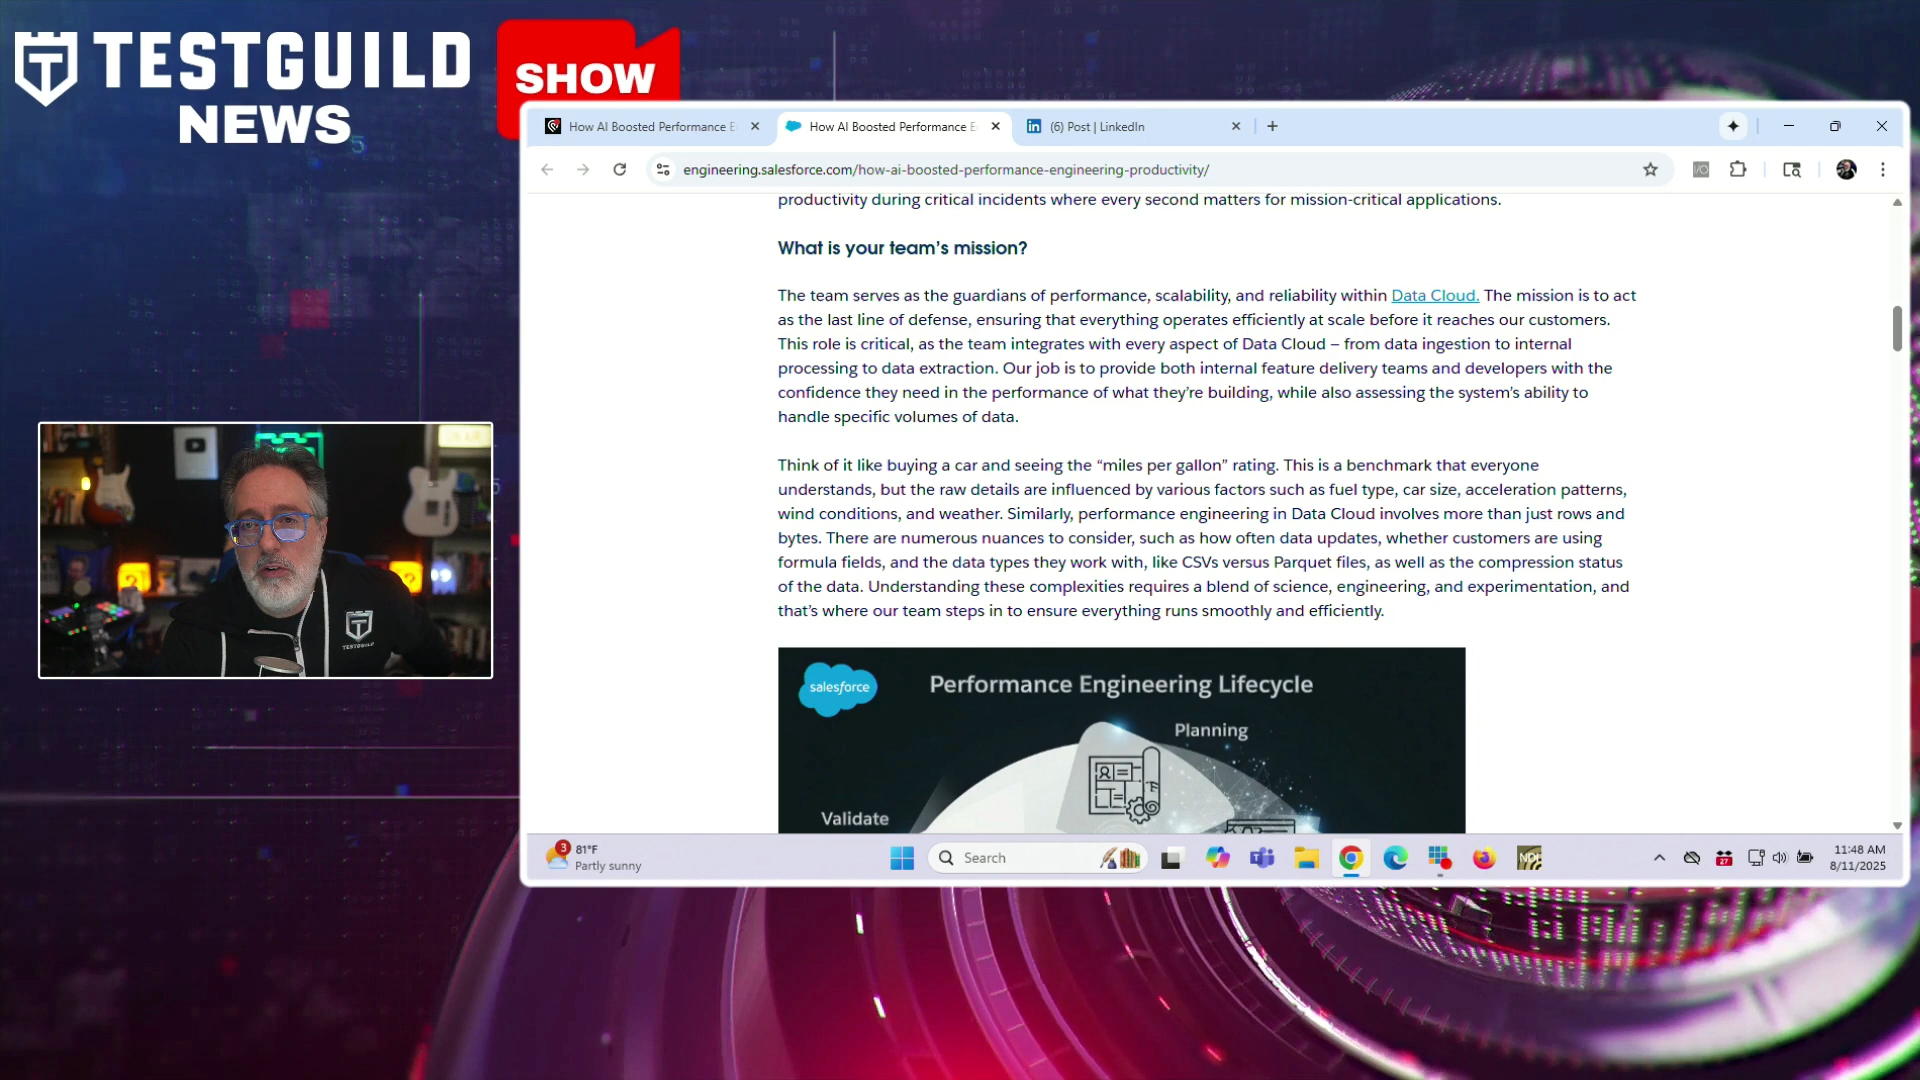 TESTGUILD
NEWS
SHOW
How AI Boosted Performance E
How AI Boosted Performance E
(6) Post | LinkedIn
engineering.salesforce.com/how-ai-boosted-performance-engineering-productivity/
productivity during critical incidents where every second matters for mission-critical applications.
What is your team’s mission?
The team serves as the guardians of performance, scalability, and reliability within Data Cloud. The mission is to act
as the last line of defense, ensuring that everything operates efficiently at scale before it reaches our customers.
This role is critical, as the team integrates with every aspect of Data Cloud – from data ingestion to internal
processing to data extraction. Our job is to provide both internal feature delivery teams and developers with the
confidence they need in the performance of what they’re building, while also assessing the system’s ability to
handle specific volumes of data.
Think of it like buying a car and seeing the “miles per gallon” rating. This is a benchmark that everyone
understands, but the raw details are influenced by various factors such as fuel type, car size, acceleration patterns,
wind conditions, and weather. Similarly, performance engineering in Data Cloud involves more than just rows and
bytes. There are numerous nuances to consider, such as how often data updates, whether customers are using
formula fields, and the data types they work with, like CSVs versus Parquet files, as well as the compression status
of the data. Understanding these complexities requires a blend of science, engineering, and experimentation, and
that’s where our team steps in to ensure everything runs smoothly and efficiently.
salesforce
Performance Engineering Lifecycle
Planning
Validate
TESTGUILD
3
81°F
Partly sunny
Search
NDI
27
11:48 AM
8/11/2025